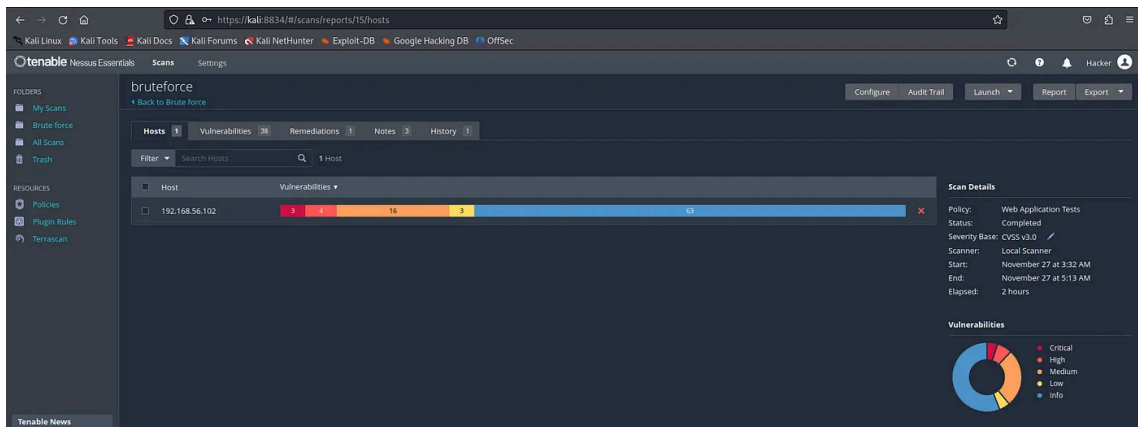 https://kali:8834/#/scans/reports/15/hosts
Kali Linux Kali Tools Kali Docs Kali Forums Kali NetHunter Exploit-DB Google Hacking DB OffSec
tenable Nessus Essentials Scans Settings Hacker
FOLDERS
My Scans
Brute force
All Scans
Trash
RESOURCES
Policies
Plugin Rules
Terrascan
Tenable News
bruteforce
Back to Brute force
Configure Audit Trail Launch Report Export
Hosts 1 Vulnerabilities 38 Remediations 1 Notes 3 History 1
Filter Search Hosts 1 Host
Host Vulnerabilities
192.168.56.102 3 4 16 3 63
Scan Details
Policy: Web Application Tests
Status: Completed
Severity Base: CVSS v3.0
Scanner: Local Scanner
Start: November 27 at 3:32 AM
End: November 27 at 5:13 AM
Elapsed: 2 hours
Vulnerabilities
Critical
High
Medium
Low
Info